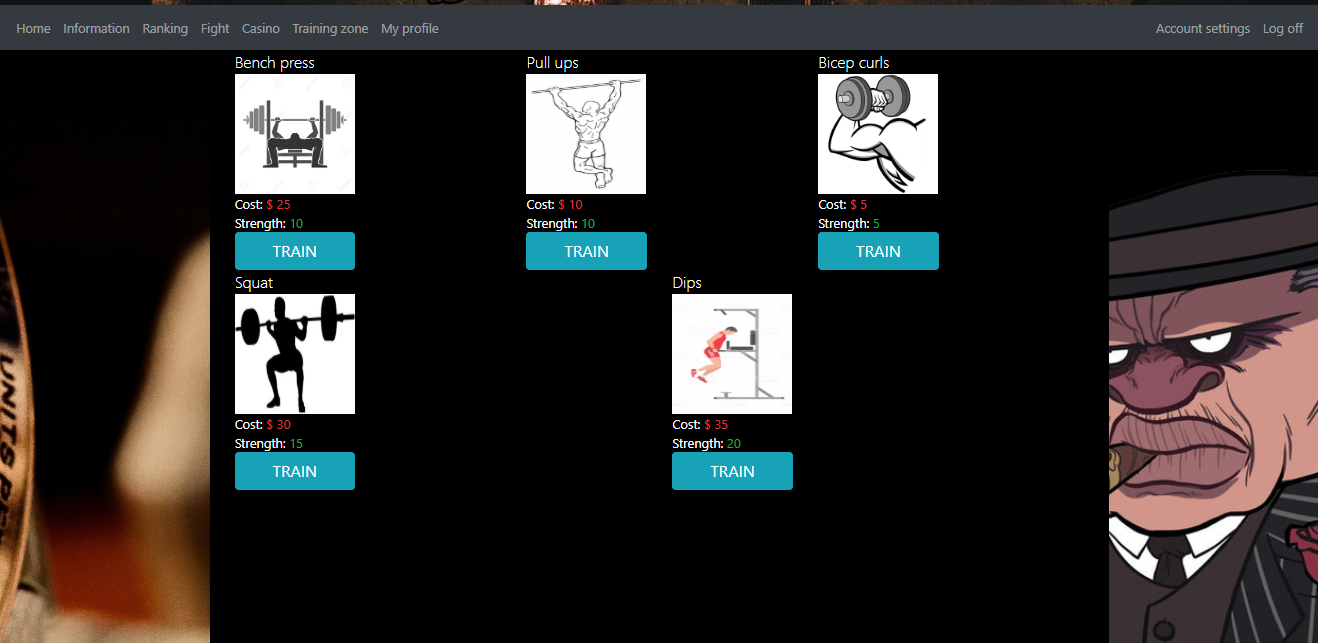 Home Information Ranking Fight Casino Training zone My profile Account settings Log off
Bench press
Cost: $ 25
Strength: 10
TRAIN
Pull ups
Cost: $ 10
Strength: 10
TRAIN
Bicep curls
Cost: $ 5
Strength: 5
TRAIN
Squat
Cost: $ 30
Strength: 15
TRAIN
Dips
Cost: $ 35
Strength: 20
TRAIN
UNITS